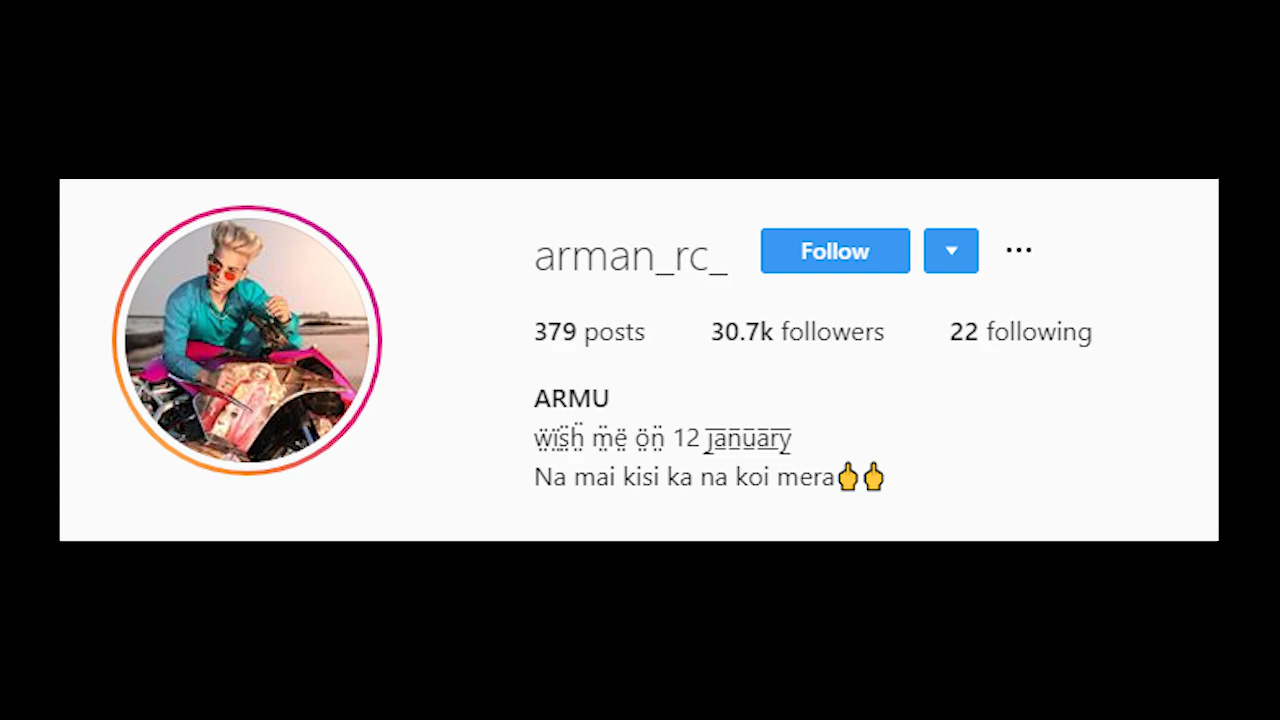 arman_rc_ Follow ...
379 posts 30.7k followers 22 following
ARMU
ẅïṡḧ ṁë öṅ 12 january
Na mai kisi ka na koi mera🖕🖕